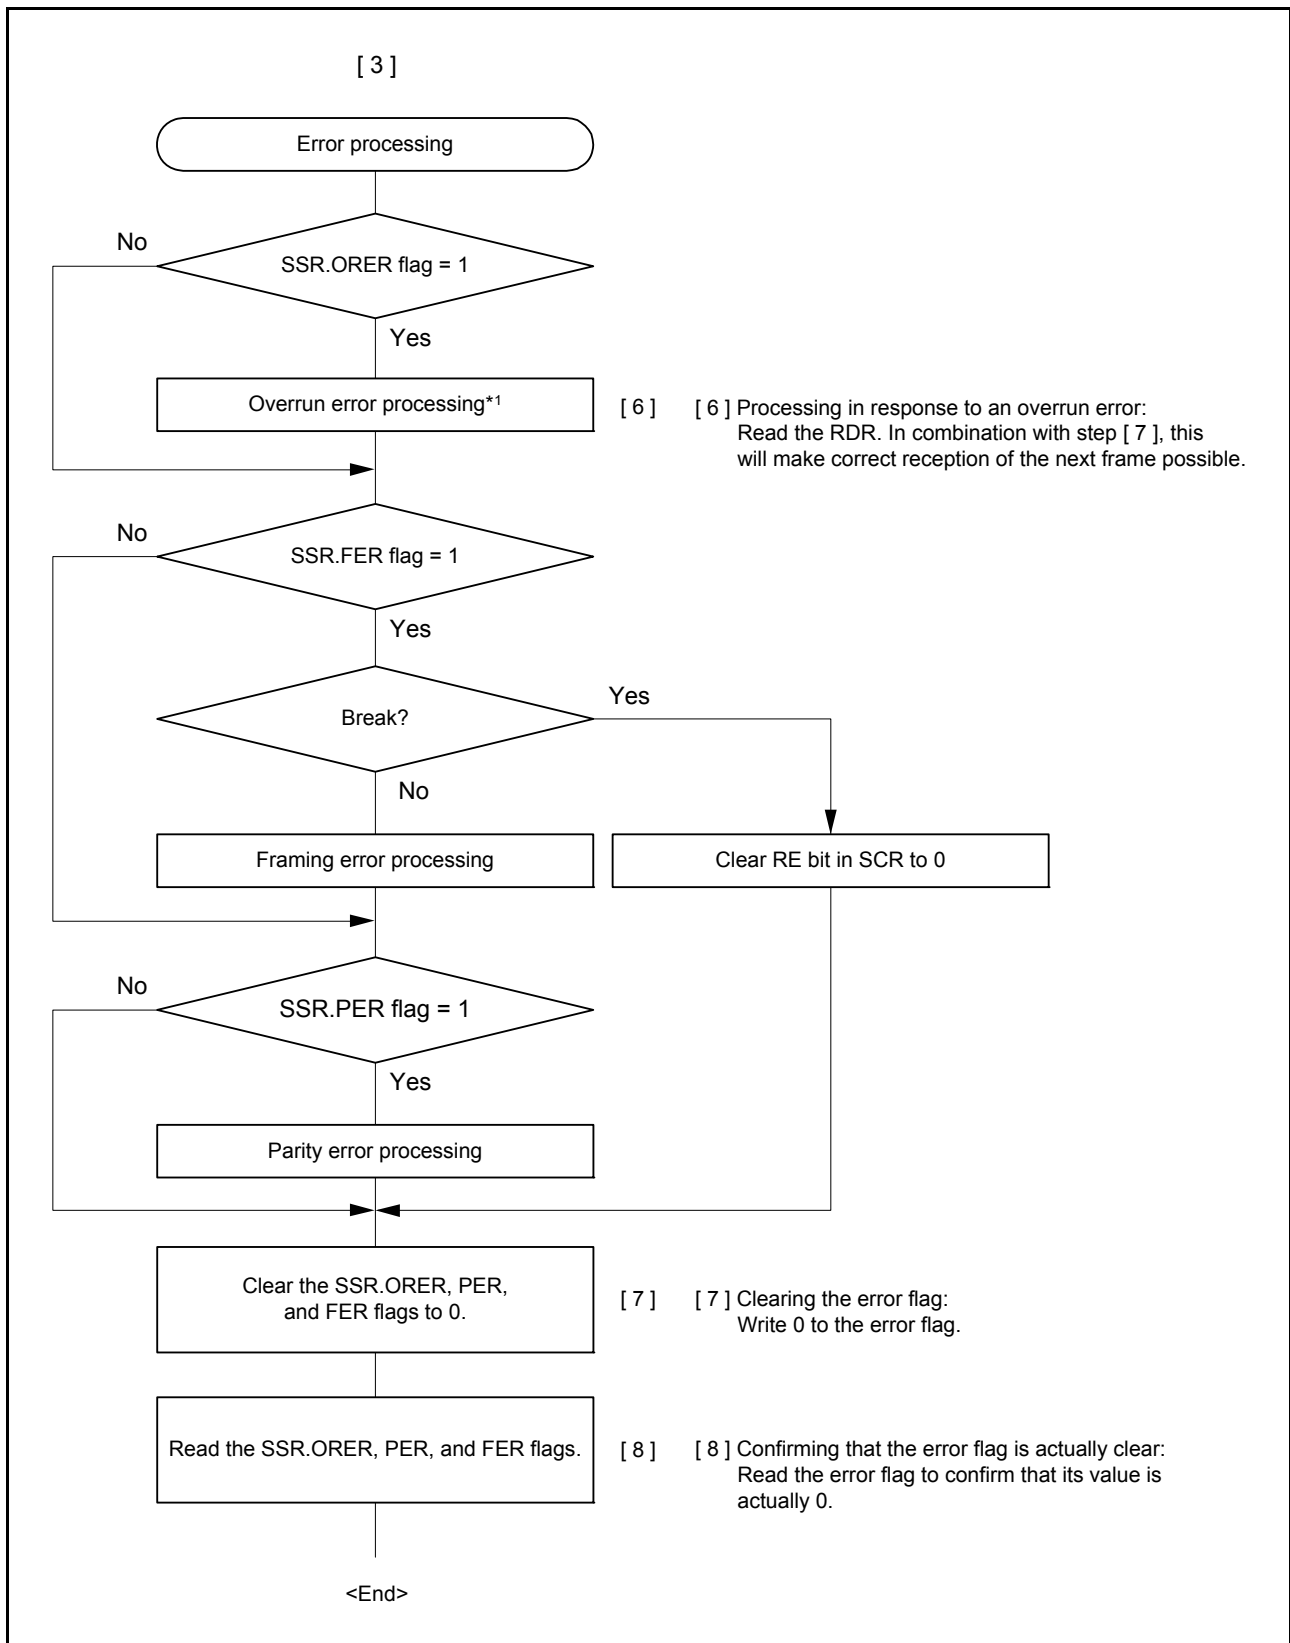 [ 3 ]
Error processing
No
SSR.ORER flag = 1
Yes
Overrun error processing*1
[ 6 ]
[ 6 ] Processing in response to an overrun error:
Read the RDR. In combination with step [ 7 ], this
will make correct reception of the next frame possible.
No
SSR.FER flag = 1
Yes
Break?
Yes
No
Framing error processing
Clear RE bit in SCR to 0
No
SSR.PER flag = 1
Yes
Parity error processing
Clear the SSR.ORER, PER,
and FER flags to 0.
[ 7 ]
[ 7 ] Clearing the error flag:
Write 0 to the error flag.
Read the SSR.ORER, PER, and FER flags.
[ 8 ]
[ 8 ] Confirming that the error flag is actually clear:
Read the error flag to confirm that its value is
actually 0.
<End>